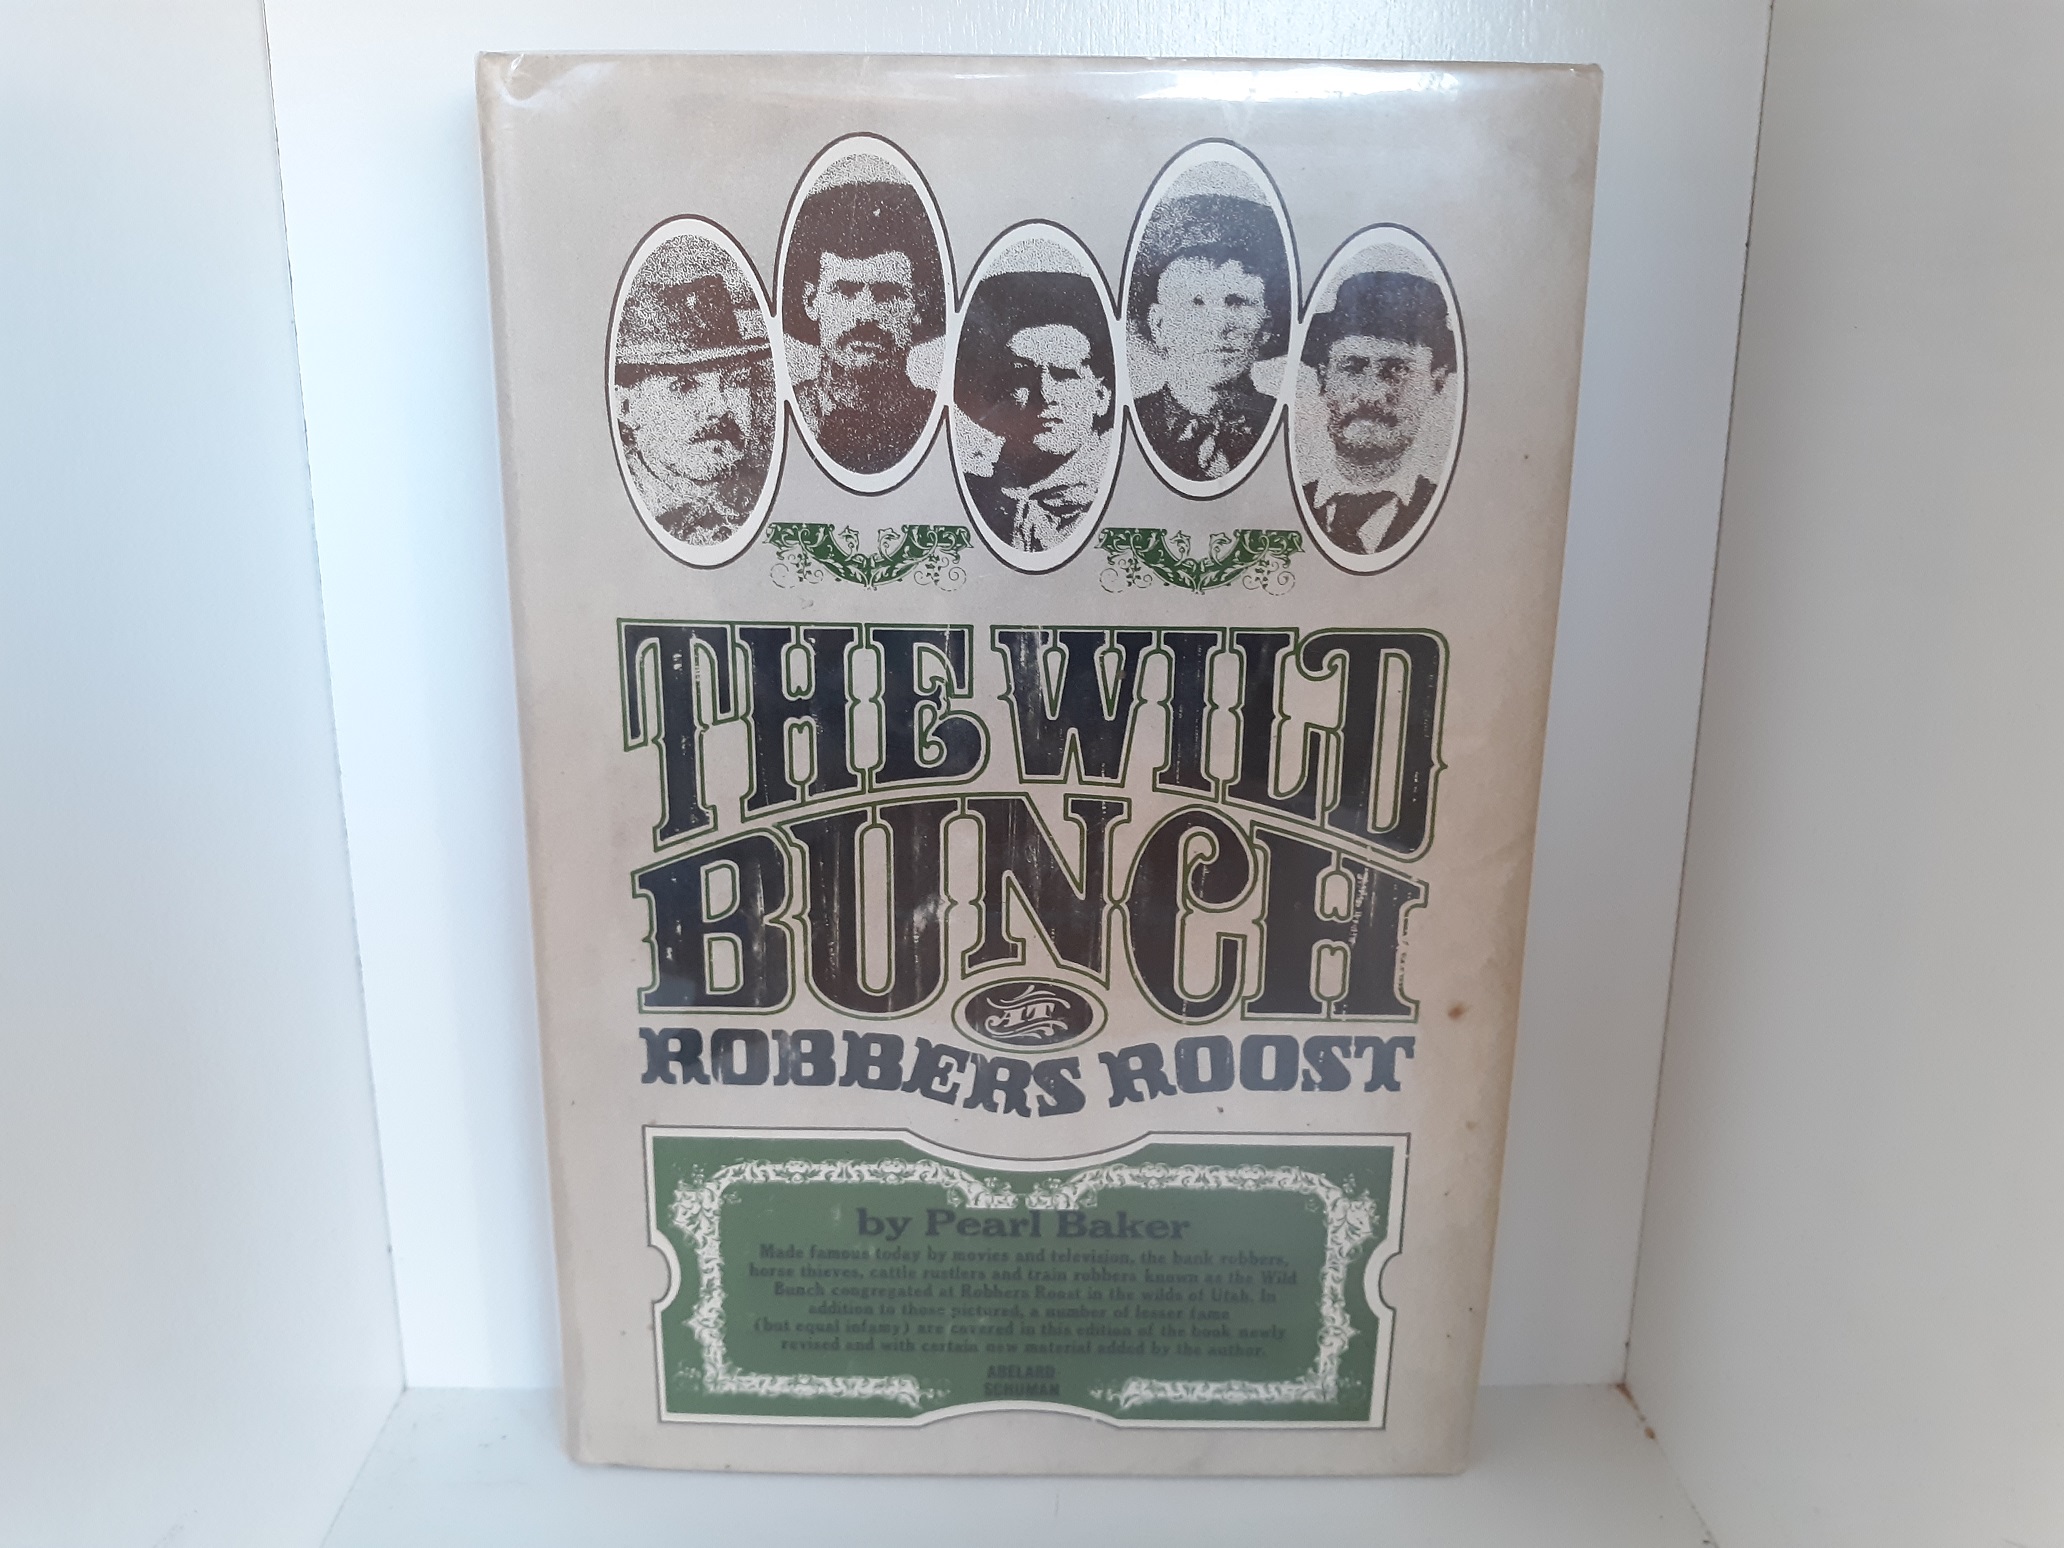 THE WILD
BUNCH
AT
ROBBERS ROOST
by Pearl Baker
Made famous today by movies and television, the bank robbers,
horse thieves, cattle rustlers and train robbers known as the Wild
Bunch congregated at Robbers Roost in the wilds of Utah. In
addition to those pictured, a number of lesser fame
(but equal infamy) are covered in this edition of the book newly
revised and with certain new material added by the author.
ABELARD
SCHUMAN